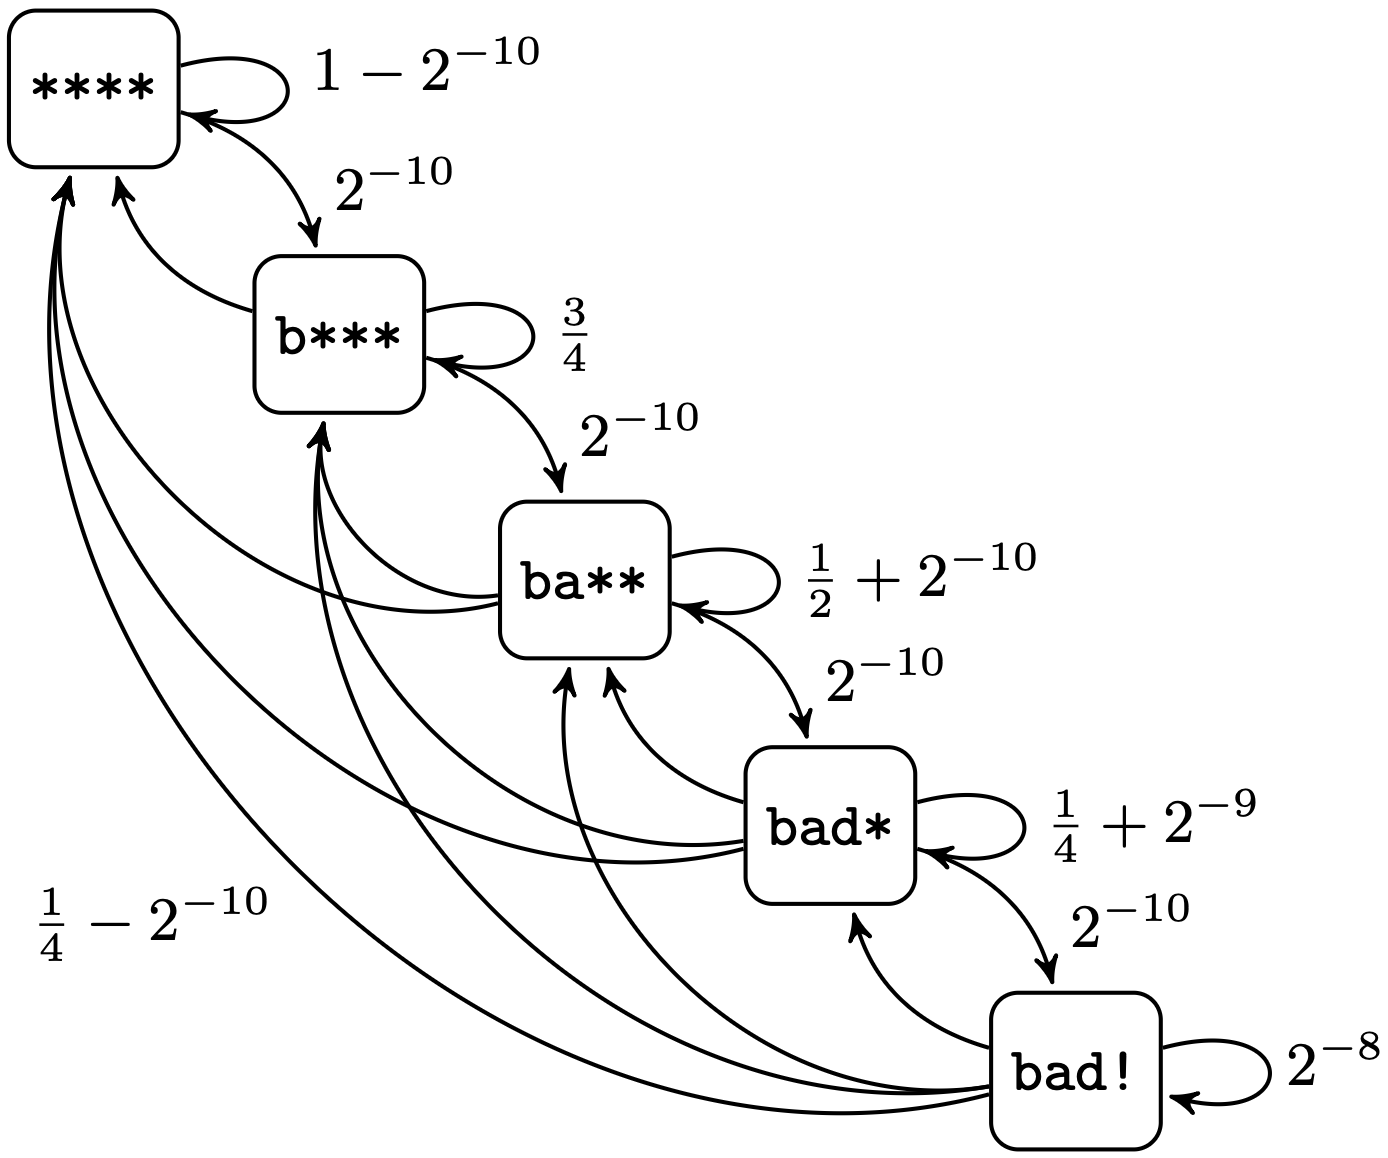 ****
1 − 2⁻¹⁰
2⁻¹⁰
b***
3/4
2⁻¹⁰
ba**
1/2 + 2⁻¹⁰
2⁻¹⁰
bad*
1/4 + 2⁻⁹
1/4 − 2⁻¹⁰
2⁻¹⁰
bad!
2⁻⁸